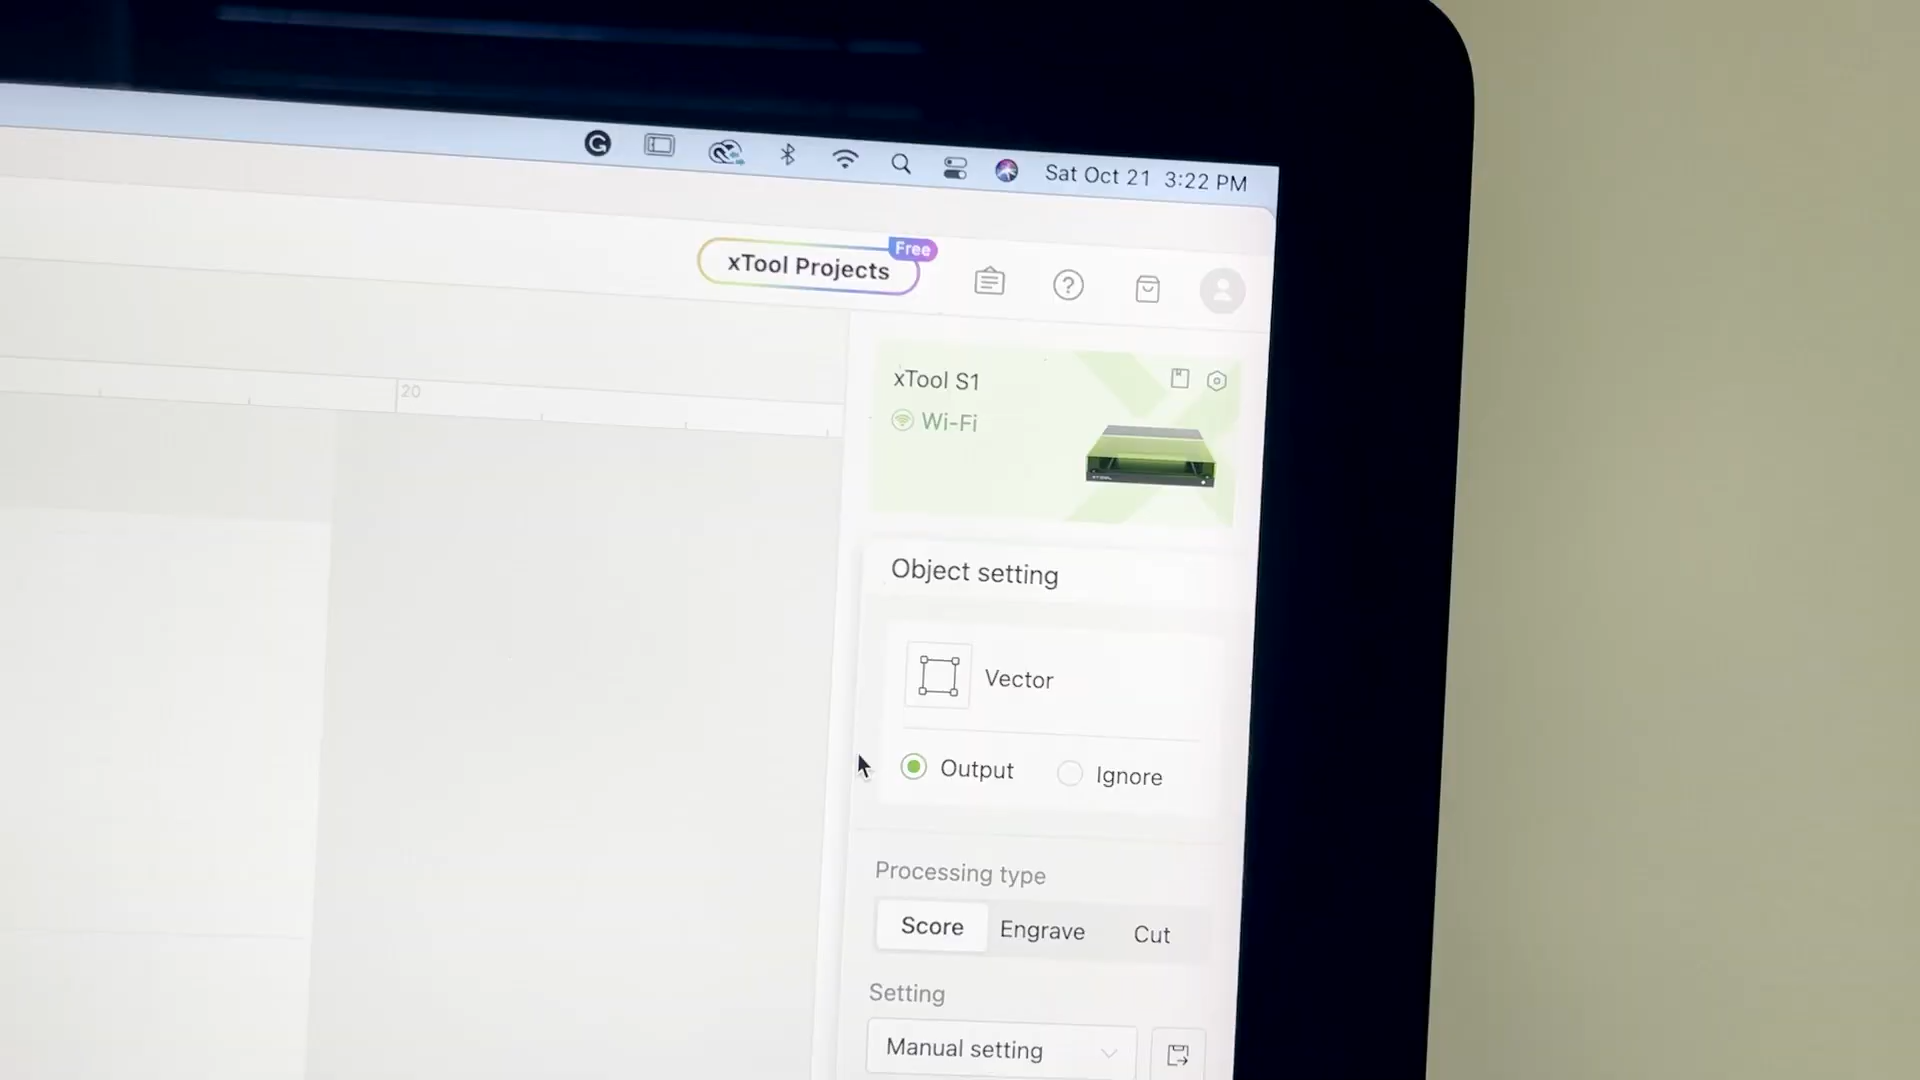 Sat Oct 21 3:22 PM
Free
xTool Projects
20
xTool S1
Wi-Fi
Object setting
Vector
Output
Ignore
Processing type
Score
Engrave
Cut
Setting
Manual setting